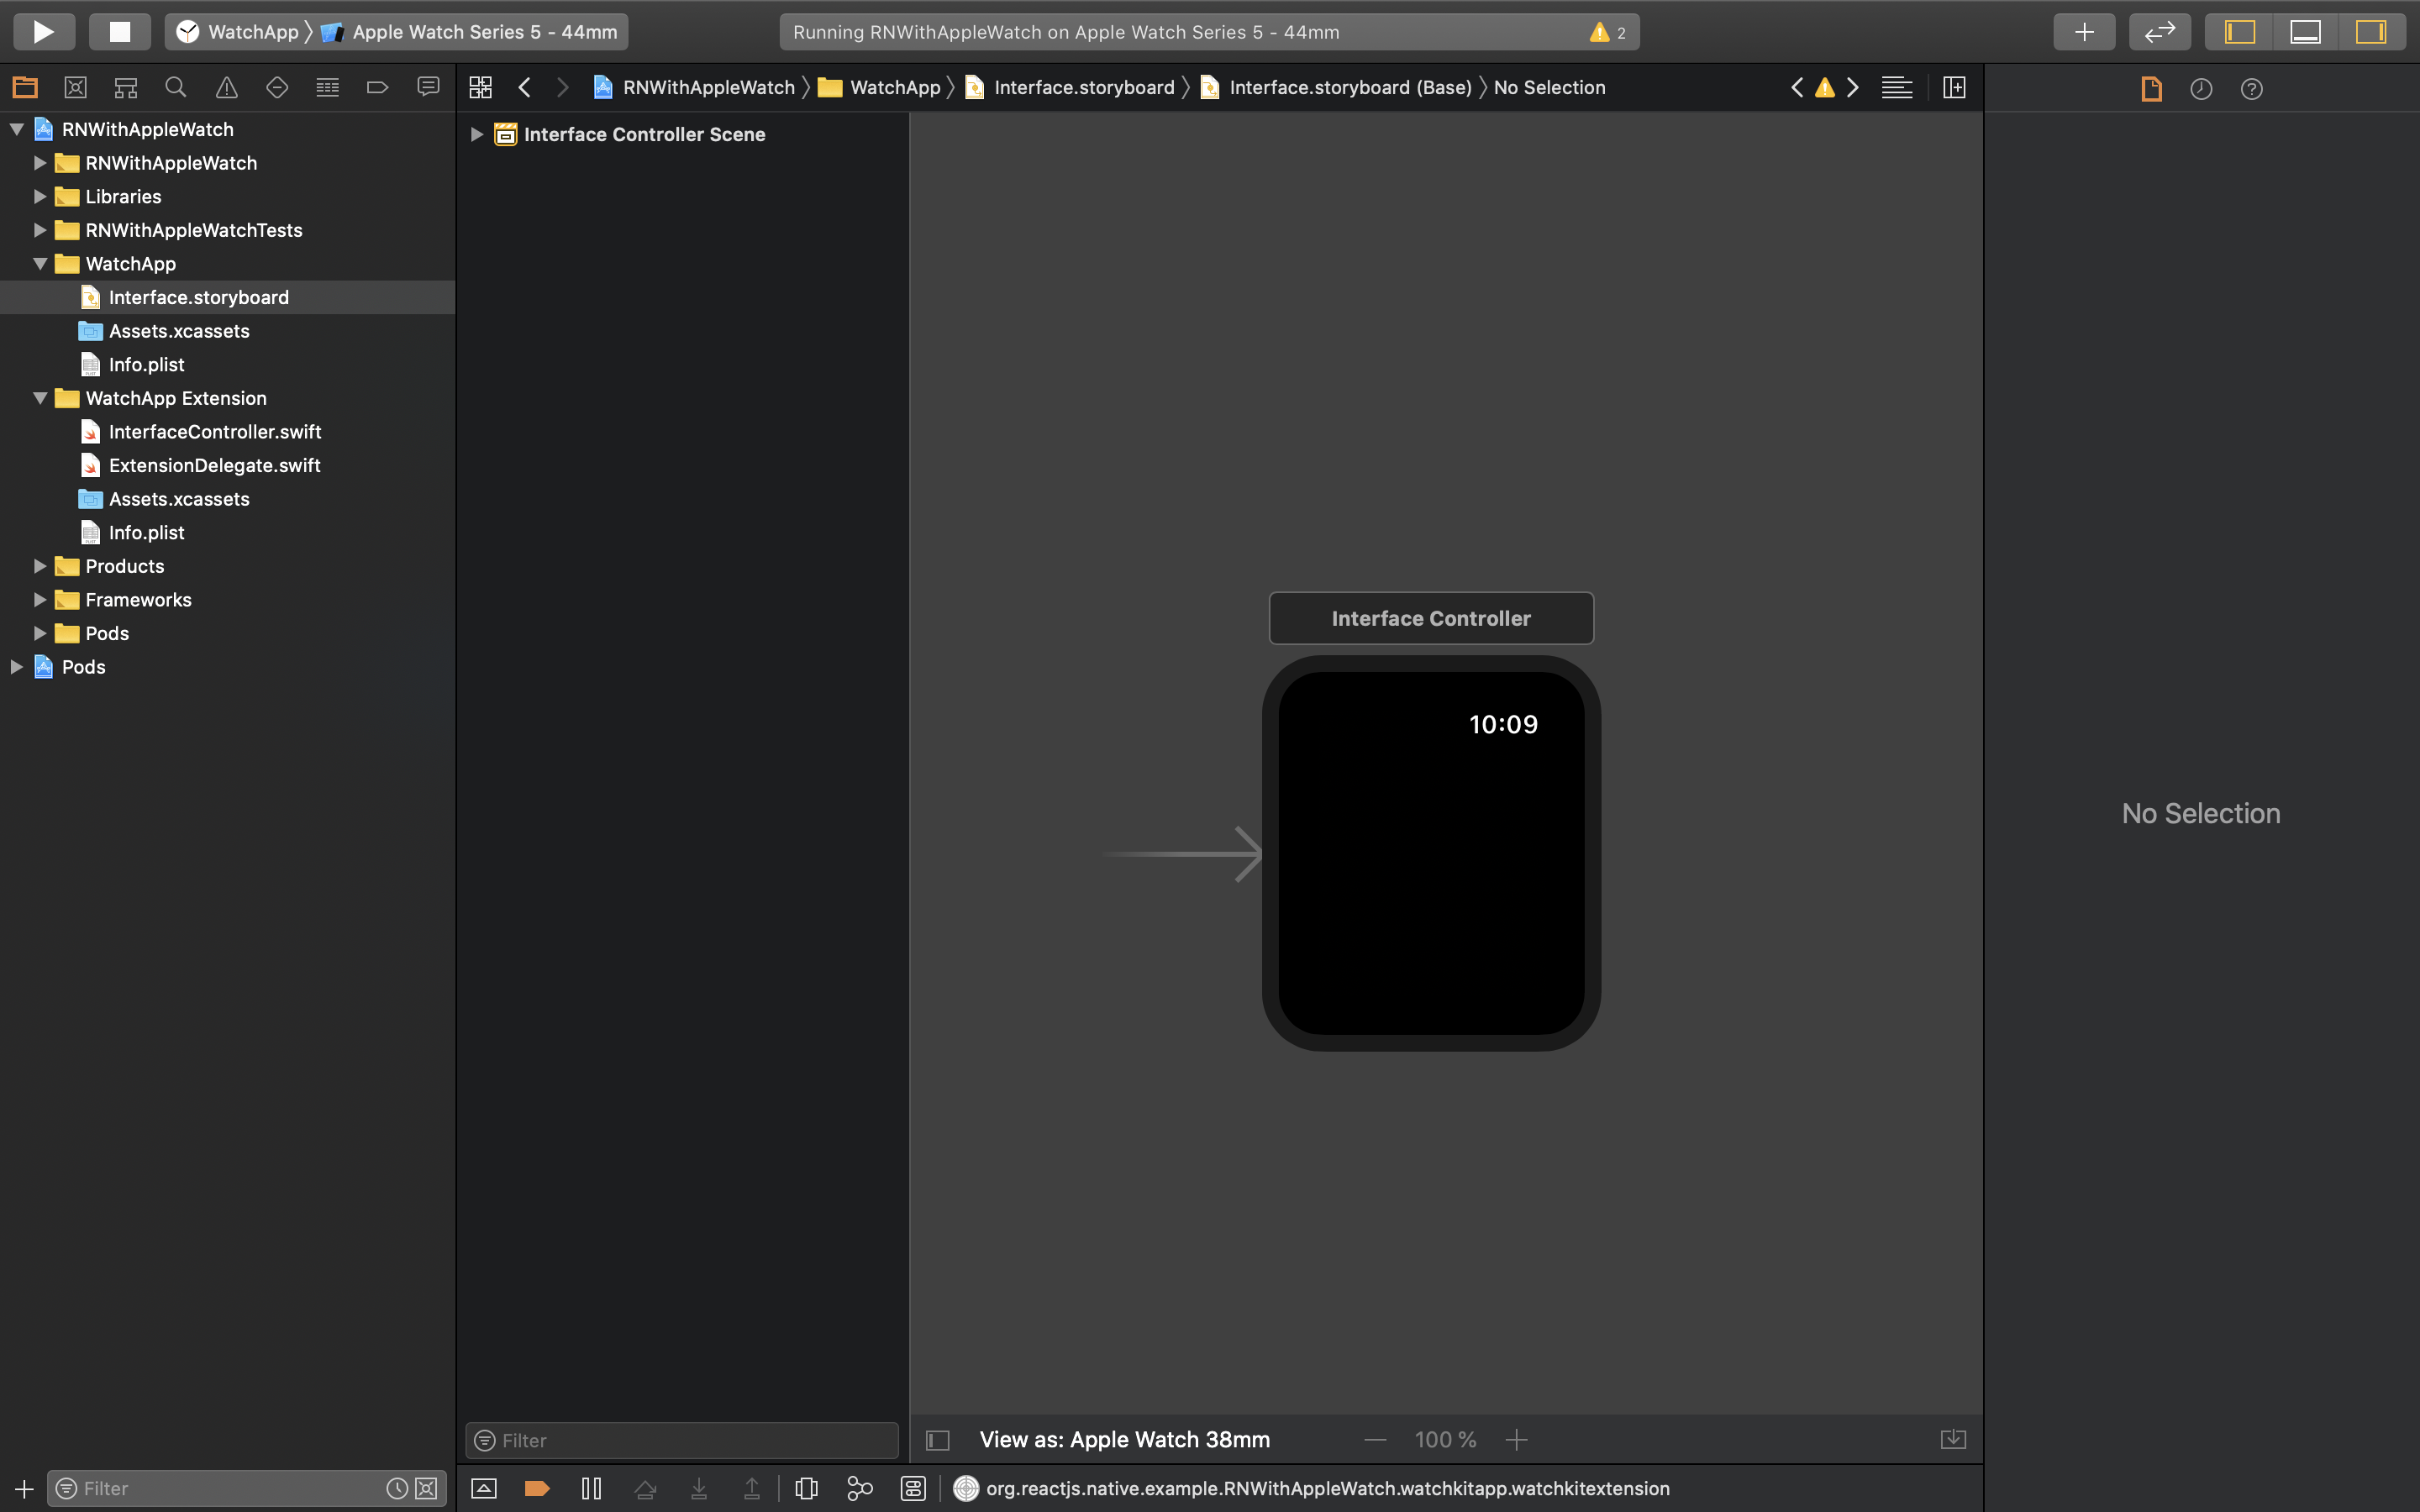 WatchApp Apple Watch Series 5 - 44mm
Running RNWithAppleWatch on Apple Watch Series 5 - 44mm 2
RNWithAppleWatch WatchApp Interface.storyboard Interface.storyboard (Base) No Selection
RNWithAppleWatch
RNWithAppleWatch
Libraries
RNWithAppleWatchTests
WatchApp
Interface.storyboard
Assets.xcassets
Info.plist
WatchApp Extension
InterfaceController.swift
ExtensionDelegate.swift
Assets.xcassets
Info.plist
Products
Frameworks
Pods
Pods
Filter
Interface Controller Scene
Filter
Interface Controller
10:09
View as: Apple Watch 38mm
100 %
org.reactjs.native.example.RNWithAppleWatch.watchkitapp.watchkitextension
No Selection